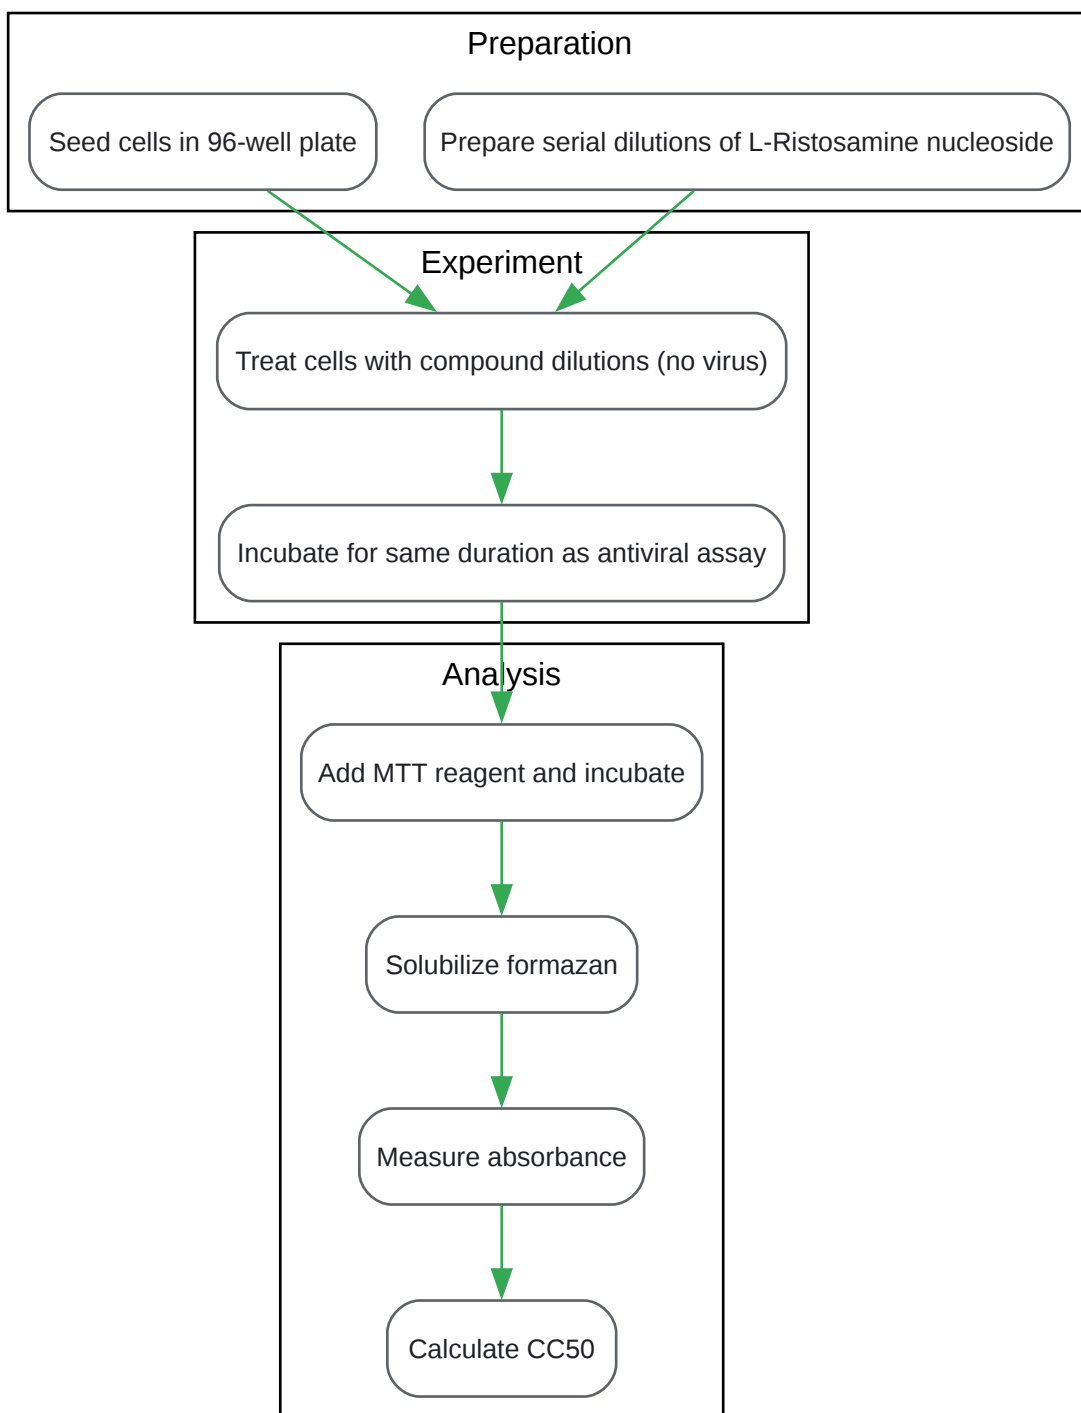 Preparation
Seed cells in 96-well plate
Prepare serial dilutions of L-Ristosamine nucleoside
Experiment
Treat cells with compound dilutions (no virus)
Incubate for same duration as antiviral assay
Analysis
Add MTT reagent and incubate
Solubilize formazan
Measure absorbance
Calculate CC50